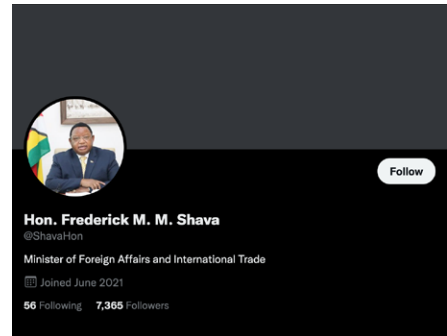 Follow
Hon. Frederick M. M. Shava
@ShavaHon
Minister of Foreign Affairs and International Trade
Joined June 2021
56 Following 7,365 Followers